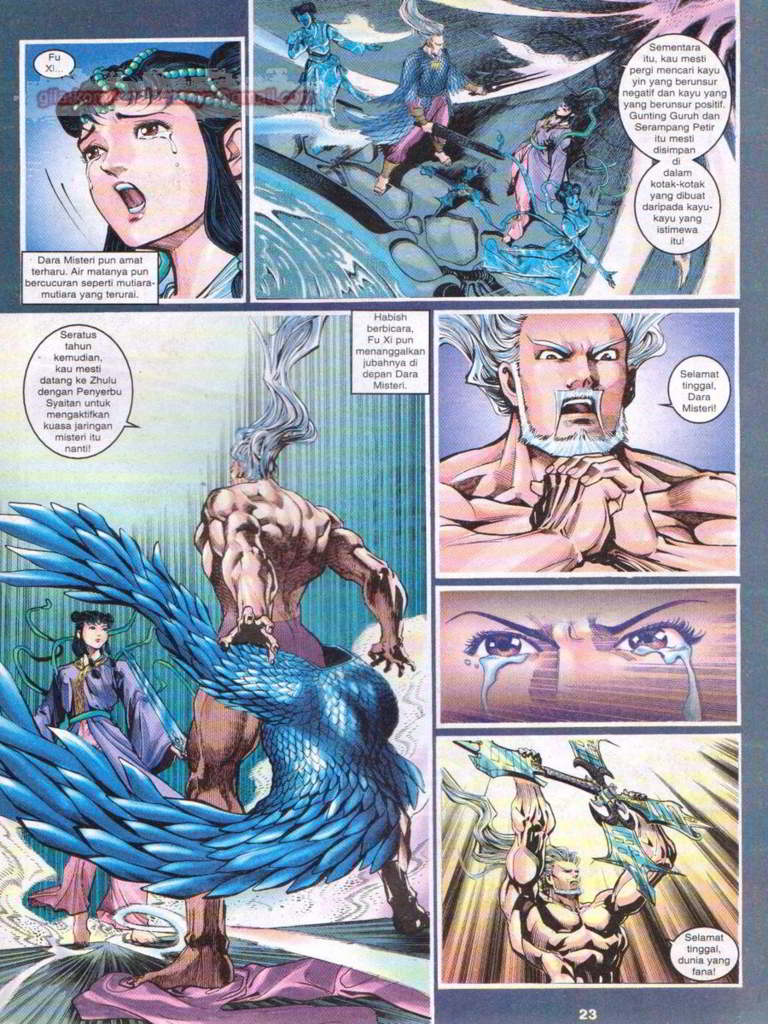 Fu
Xi...
Dara Misteri pun amat
terharu. Air matanya pun
bercucuran seperti mutiara-
mutiara yang terurai.
Sementara
itu, kau mesti
pergi mencari kayu
yin yang berunsur
negatif dan kayu yang
yang berunsur positif.
Gunting Guruh dan
Serampang Petir
itu mesti
disimpan
di
dalam
kotak-kotak
yang dibuat
daripada kayu-
kayu yang
istimewa
itu!
Seratus
tahun
kemudian,
kau mesti
datang ke Zhulu
dengan Penyerbu
Syaitan untuk
mengaktifkan
kuasa jaringan
misteri itu
nanti!
Habish
berbicara,
Fu Xi pun
menanggalkan
jubahnya di
depan Dara
Misteri.
Selamat
tinggal,
Dara
Misteri!
Selamat
tinggal,
dunia yang
fana!
23